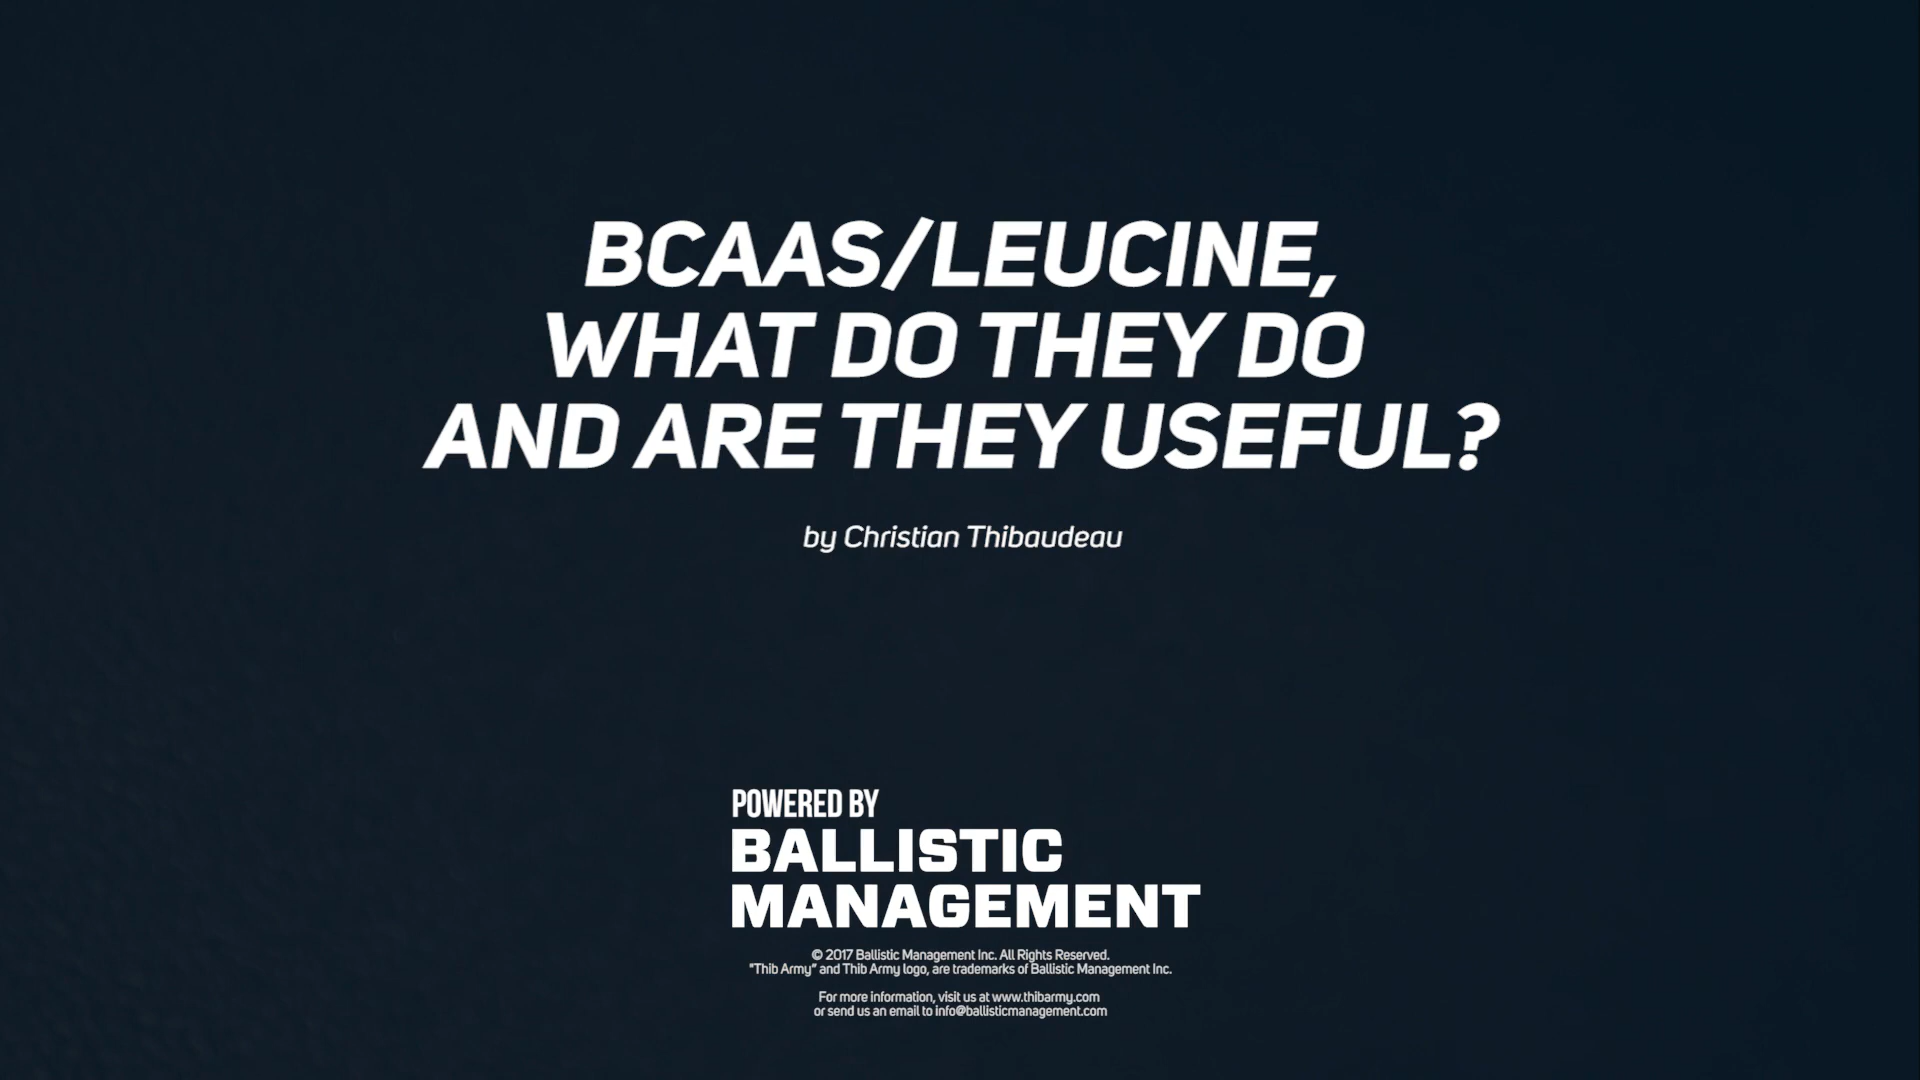 BCAAS/LEUCINE,
WHAT DO THEY DO
AND ARE THEY USEFUL?
by Christian Thibaudeau
POWERED BY
BALLISTIC
MANAGEMENT
© 2017 Ballistic Management Inc. All Rights Reserved.
"Thib Army" and Thib Army logo, are trademarks of Ballistic Management Inc.
For more information, visit us at www.thibarmy.com
or send us an email to info@ballisticmanagement.com